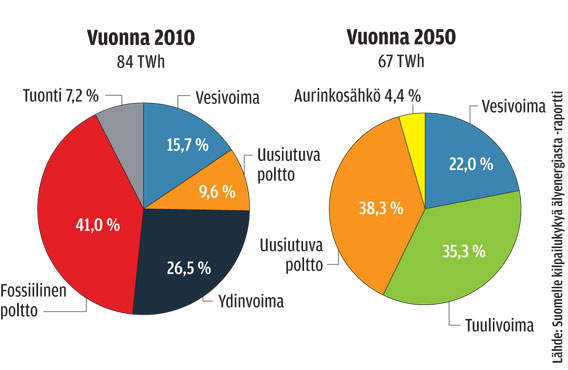 Vuonna 2010
84 TWh
Tuonti 7,2 %
Vesivoima
15,7 %
Uusiutuva
poltto
9,6 %
26,5 %
Ydinvoima
41,0 %
Fossiilinen
poltto
Vuonna 2050
67 TWh
Aurinkosähkö 4,4 %
Vesivoima
22,0 %
35,3 %
Tuulivoima
38,3 %
Uusiutuva
poltto
Lähde: Suomelle kilpailukykyä älyenergiasta -raportti